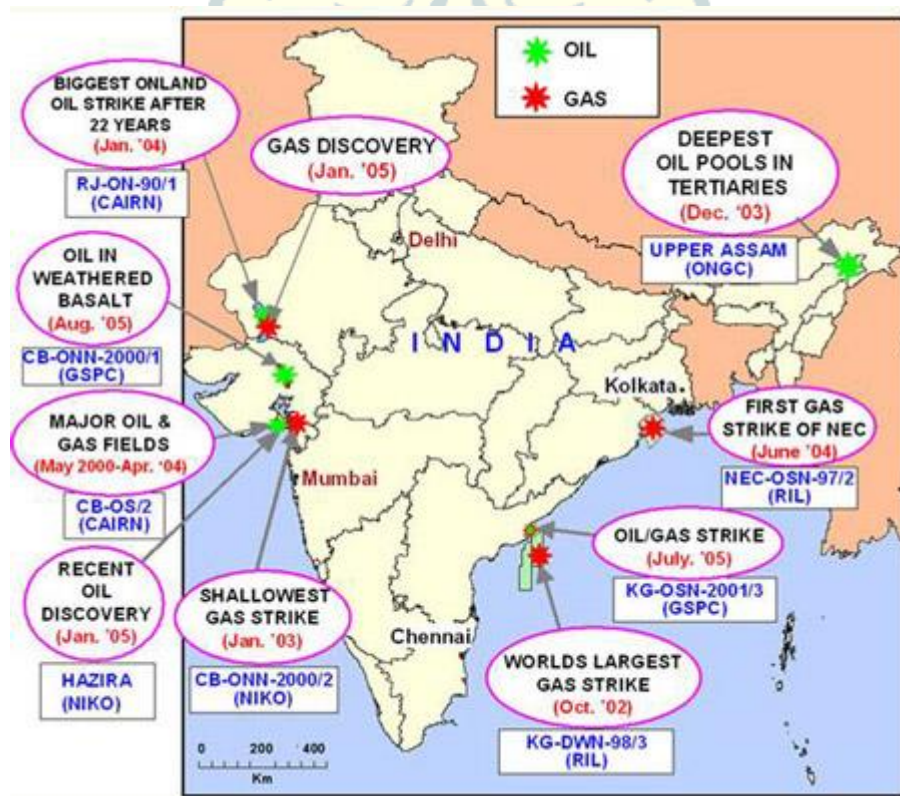 OIL
GAS
BIGGEST ONLAND
OIL STRIKE AFTER
22 YEARS
(Jan. '04)
RJ-ON-90/1
(CAIRN)
GAS DISCOVERY
(Jan. '05)
DEEPEST
OIL POOLS IN
TERTIARIES
(Dec. '03)
UPPER ASSAM
(ONGC)
Delhi
OIL IN
WEATHERED
BASALT
(Aug. '05)
CB-ONN-2000/1
(GSPC)
INDIA
Kolkata
MAJOR OIL &
GAS FIELDS
(May 2000-Apr. '04)
CB-OS/2
(CAIRN)
FIRST GAS
STRIKE OF NEC
(June '04)
NEC-OSN-97/2
(RIL)
Mumbai
RECENT
OIL
DISCOVERY
(Jan. '05)
HAZIRA
(NIKO)
SHALLOWEST
GAS STRIKE
(Jan. '03)
CB-ONN-2000/2
(NIKO)
OIL/GAS STRIKE
(July. '05)
KG-OSN-2001/3
(GSPC)
Chennai
WORLDS LARGEST
GAS STRIKE
(Oct. '02)
KG-DWN-98/3
(RIL)
0 200 400
Km